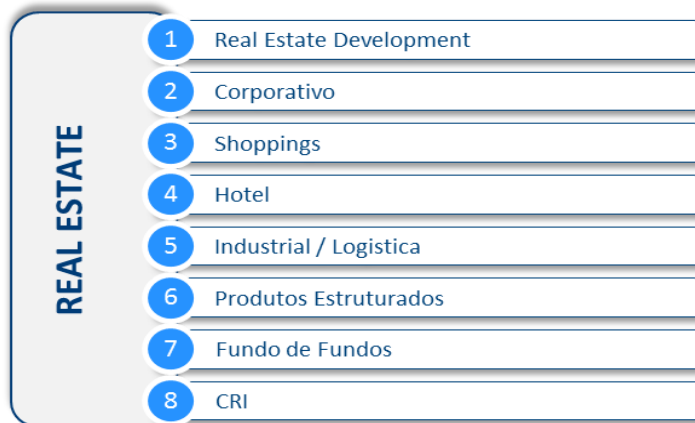 REAL ESTATE
1 Real Estate Development
2 Corporativo
3 Shoppings
4 Hotel
5 Industrial / Logistica
6 Produtos Estruturados
7 Fundo de Fundos
8 CRI